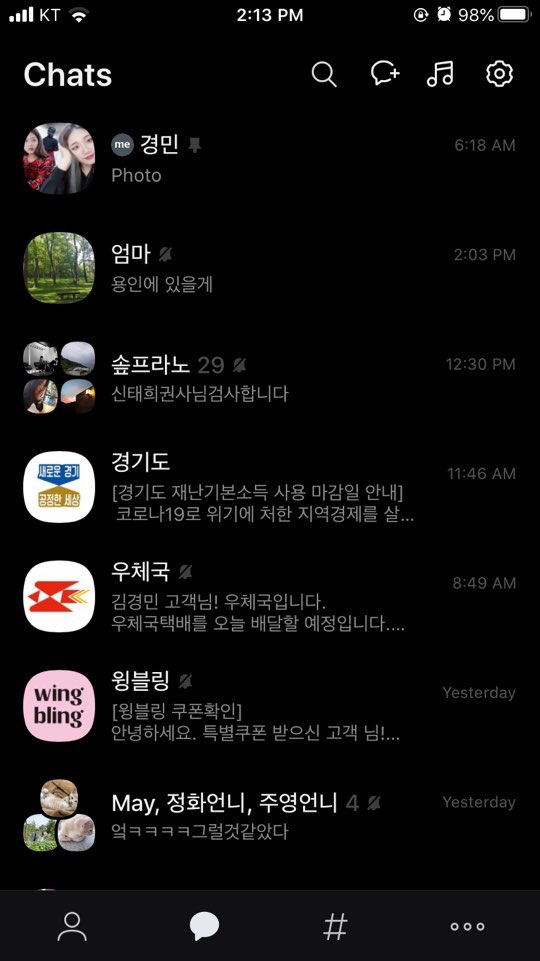 KT 2:13 PM 98%
Chats
me 경민 6:18 AM
Photo
엄마 2:03 PM
용인에 있을게
솦프라노 29 12:30 PM
신태희권사님검사합니다
새로운 경기
공정한 세상
경기도 11:46 AM
[경기도 재난기본소득 사용 마감일 안내]
코로나19로 위기에 처한 지역경제를 살...
우체국 8:49 AM
김경민 고객님! 우체국입니다.
우체국택배를 오늘 배달할 예정입니다....
wing
bling
윙블링 Yesterday
[윙블링 쿠폰확인]
안녕하세요. 특별쿠폰 받으신 고객 님!...
May, 정화언니, 주영언니 4 Yesterday
엌ㅋㅋㅋㅋ그럴것같았다